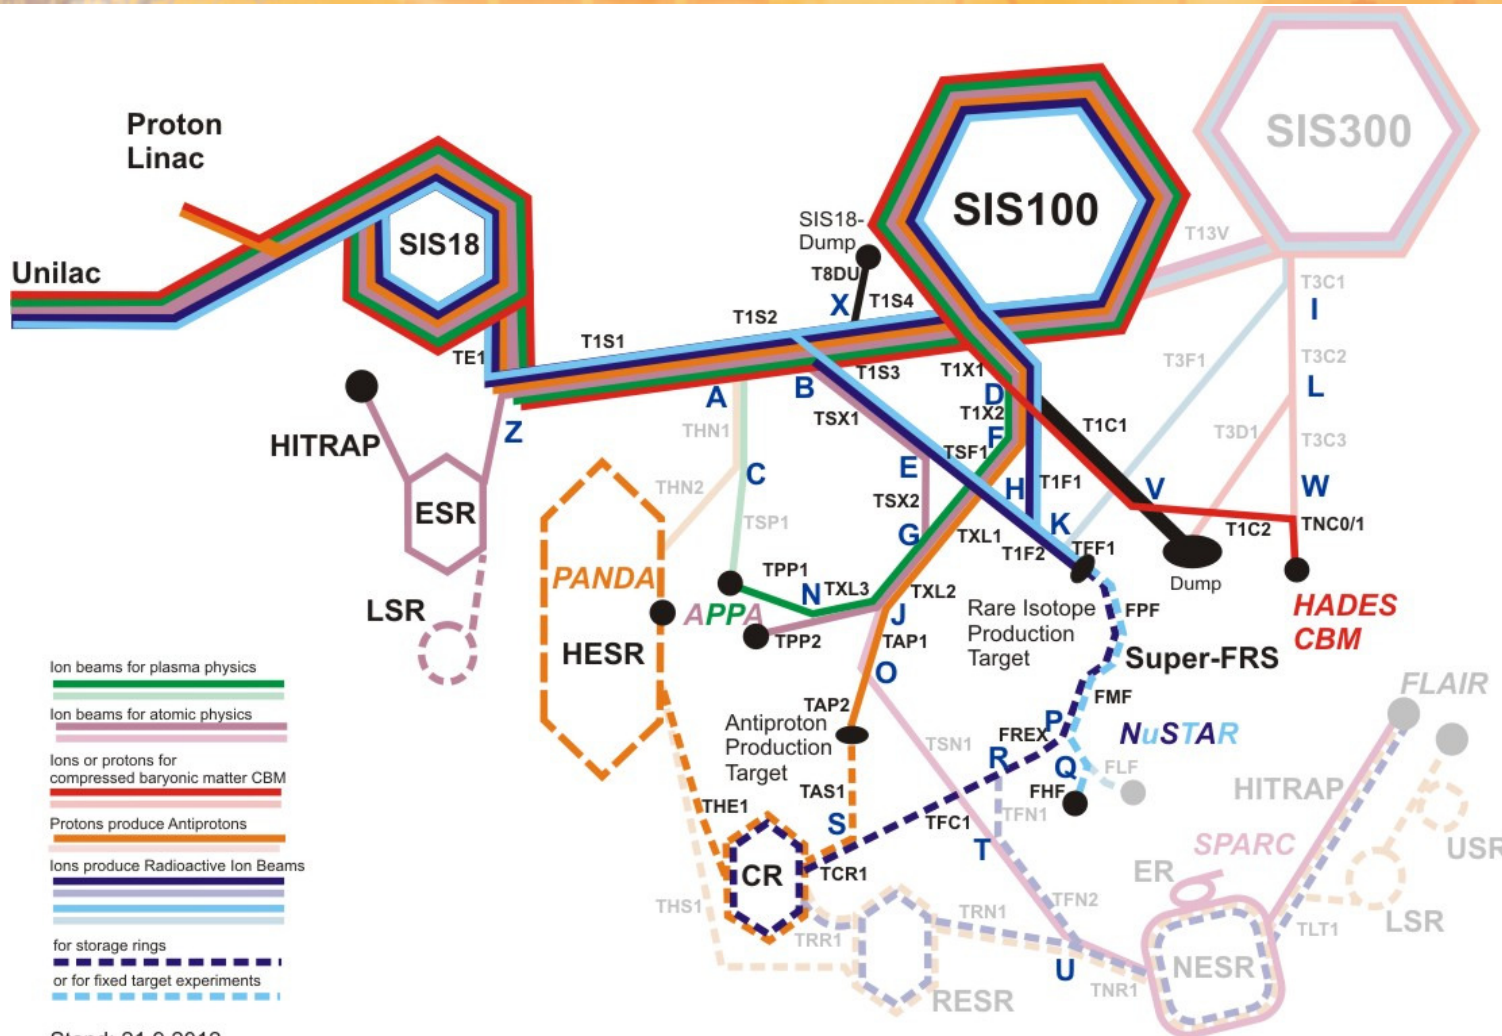 Proton
Linac
Unilac
SIS18
SIS100
SIS300
SIS18-
Dump
T8DU
X
T1S4
T13V
T3C1
I
T1S2
T1S1
TE1
T1S3
T1X1
T3F1
T3C2
L
HITRAP
Z
A
B
D
TSX1
T1X2
T1C1
THN1
F
T3D1
T3C3
TSF1
ESR
THN2
C
E
H
T1F1
V
W
TSX2
TSP1
G
TXL1
K
T1C2
TNC0/1
T1F2
TFF1
PANDA
TPP1
N
TXL3
TXL2
Dump
LSR
APPA
J
Rare Isotope
Production
Target
FPF
HADES
CBM
HESR
TPP2
TAP1
O
Super-FRS
Ion beams for plasma physics
Ion beams for atomic physics
Ions or protons for
compressed baryonic matter CBM
Protons produce Antiprotons
Ions produce Radioactive Ion Beams
for storage rings
or for fixed target experiments
TAP2
FMF
FLAIR
Antiproton
Production
Target
P
FREX
NuSTAR
TSN1
R
Q
FLF
TAS1
FHF
HITRAP
THE1
S
TFC1
TFN1
T
SPARC
USR
CR
TCR1
ER
THS1
TFN2
TRN1
LSR
TRR1
TLT1
U
NESR
RESR
TNR1